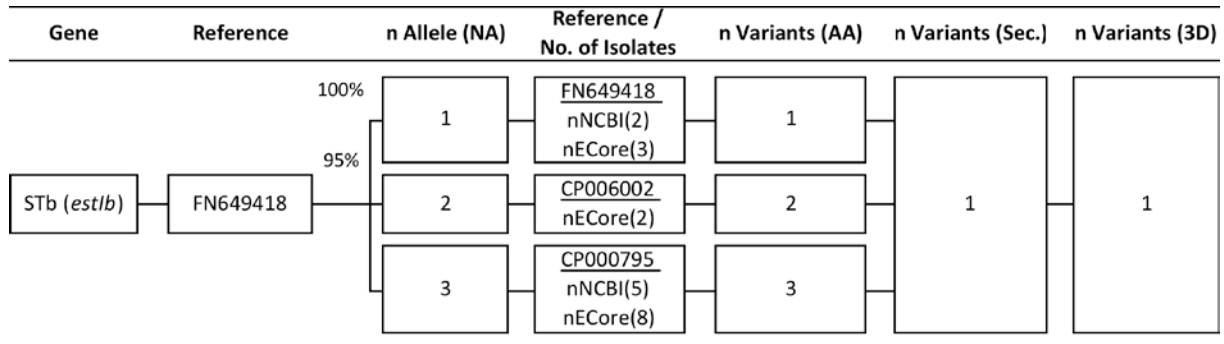 Gene Reference n Allele (NA) Reference / No. of Isolates n Variants (AA) n Variants (Sec.) n Variants (3D)
100%
95%
STb (estIb)
FN649418
1
FN649418
nNCBI(2)
nECore(3)
1
2
CP006002
nECore(2)
2
3
CP000795
nNCBI(5)
nECore(8)
3
1
1